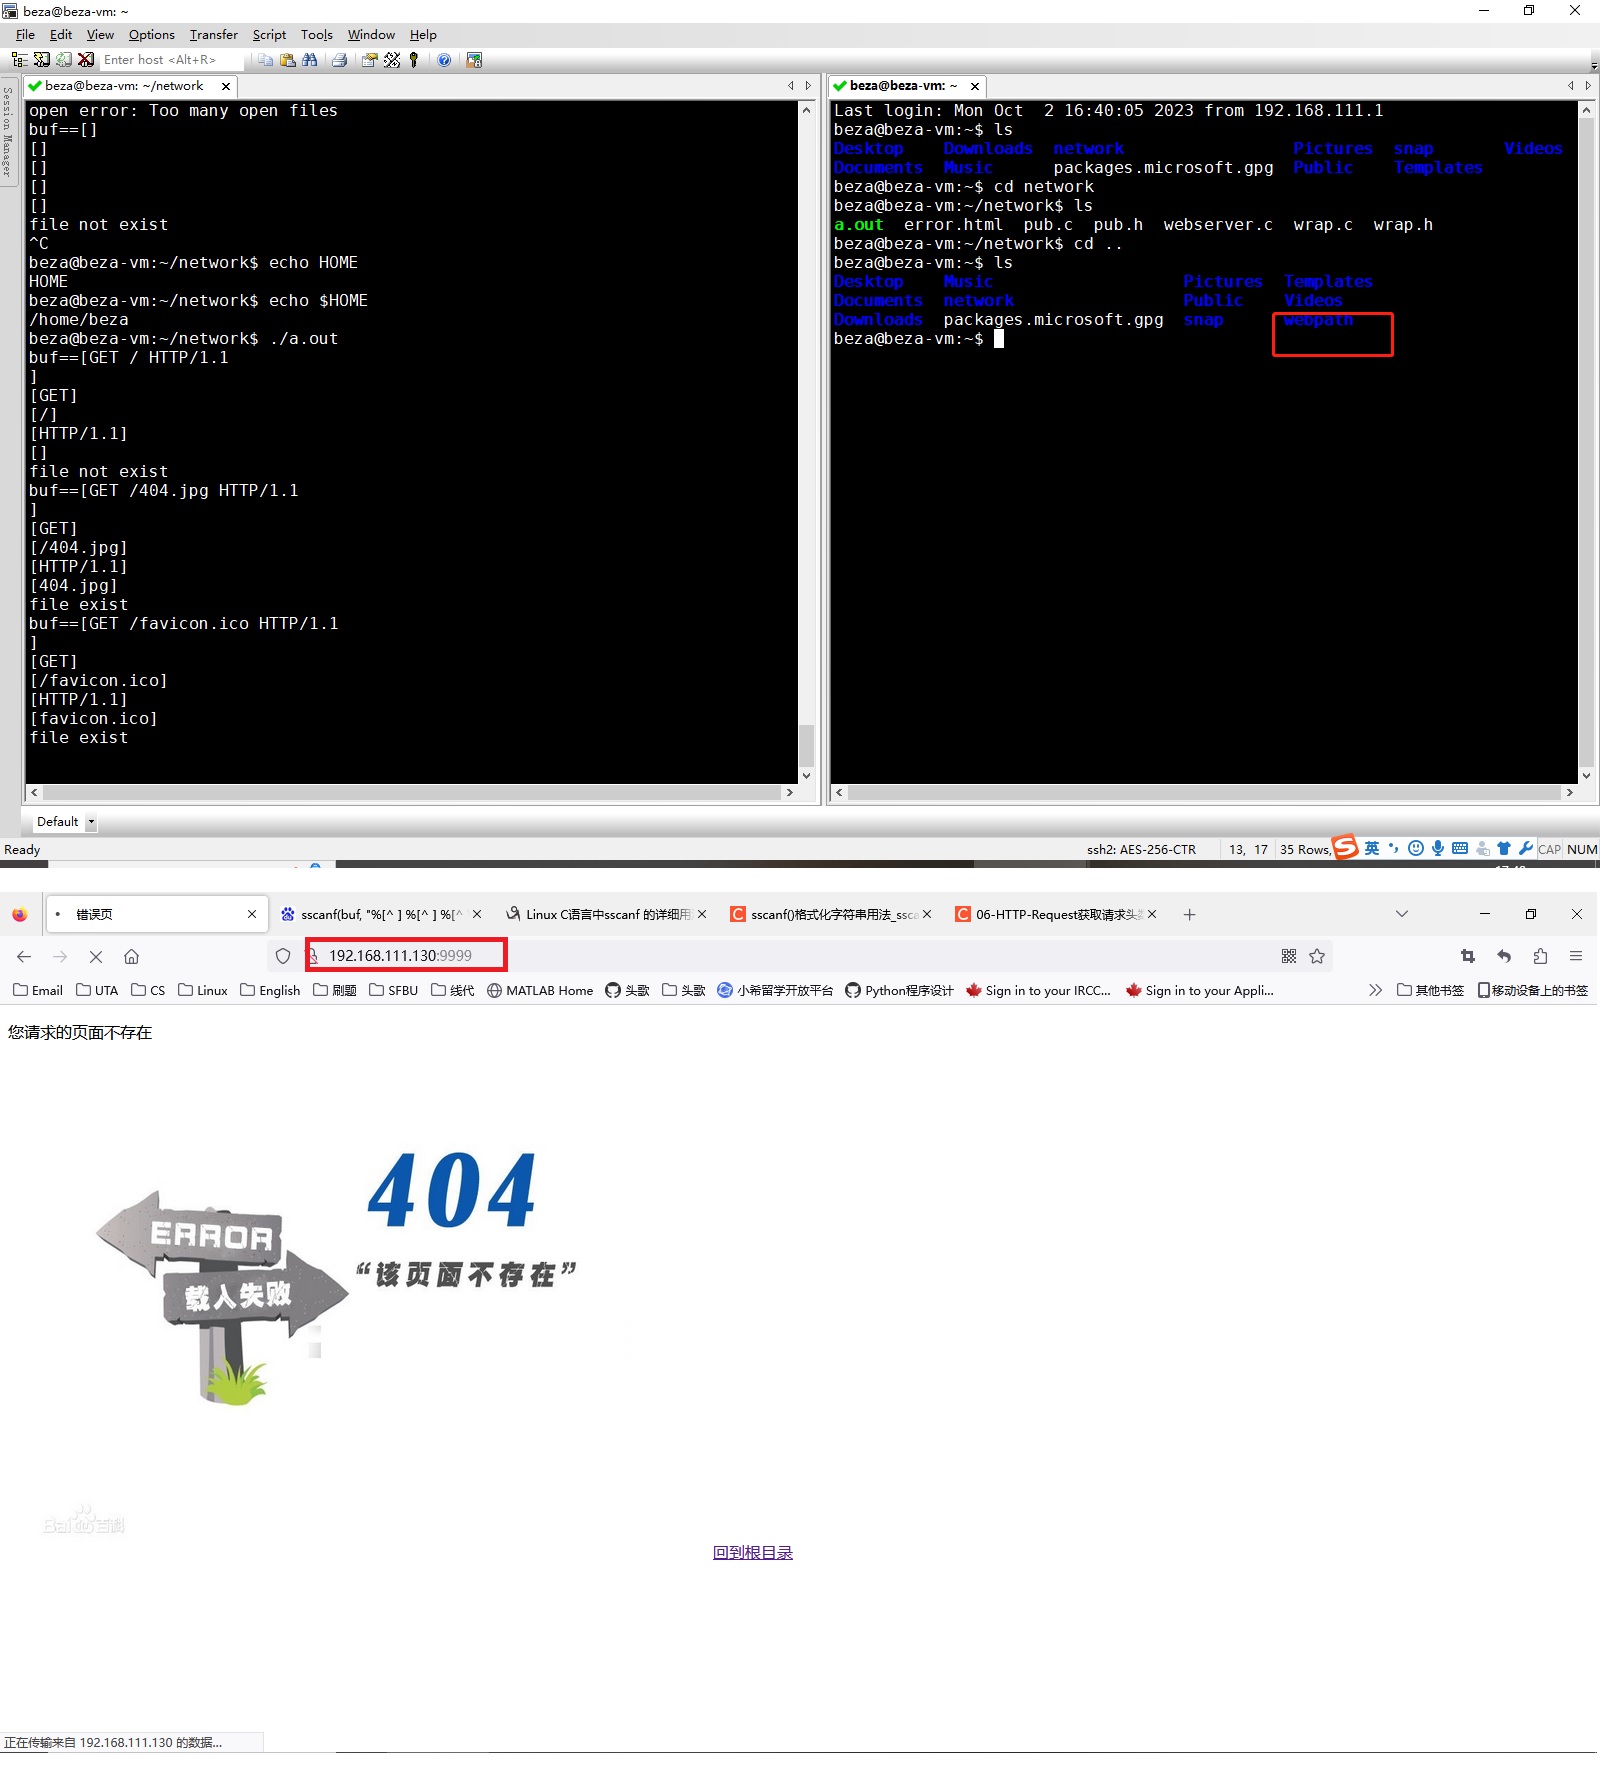 beza@beza-vm: ~
File Edit View Options Transfer Script Tools Window Help
Enter host <Alt+R>
Session Manager
beza@beza-vm: ~/network
open error: Too many open files
buf==[]
[]
[]
[]
[]
file not exist
^C
beza@beza-vm:~/network$ echo HOME
HOME
beza@beza-vm:~/network$ echo $HOME
/home/beza
beza@beza-vm:~/network$ ./a.out
buf==[GET / HTTP/1.1
]
[GET]
[/]
[HTTP/1.1]
[]
file not exist
buf==[GET /404.jpg HTTP/1.1
]
[GET]
[/404.jpg]
[HTTP/1.1]
[404.jpg]
file exist
buf==[GET /favicon.ico HTTP/1.1
]
[GET]
[/favicon.ico]
[HTTP/1.1]
[favicon.ico]
file exist
beza@beza-vm: ~
Last login: Mon Oct  2 16:40:05 2023 from 192.168.111.1
beza@beza-vm:~$ ls
Desktop Downloads network Pictures snap Videos
Documents Music packages.microsoft.gpg Public Templates
beza@beza-vm:~$ cd network
beza@beza-vm:~/network$ ls
a.out error.html pub.c pub.h webserver.c wrap.c wrap.h
beza@beza-vm:~/network$ cd ..
beza@beza-vm:~$ ls
Desktop Music Pictures Templates
Documents network Public Videos
Downloads packages.microsoft.gpg snap webpath
beza@beza-vm:~$
Default
Ready ssh2: AES-256-CTR 13, 17 35 Rows, 英 CAP NUM
错误页 sscanf(buf, "%[^ ] %[^ ] %[^ Linux C语言中sscanf 的详细用 sscanf()格式化字符串用法_ssca 06-HTTP-Request获取请求头
192.168.111.130:9999
Email UTA CS Linux English 刷题 SFBU 线代 MATLAB Home 头歌 头歌 小希留学开放平台 Python程序设计 Sign in to your IRCC... Sign in to your Appli... 其他书签 移动设备上的书签
您请求的页面不存在
404
ERROR
“该页面不存在”
载入失败
Baidu百科
回到根目录
正在传输来自 192.168.111.130 的数据...